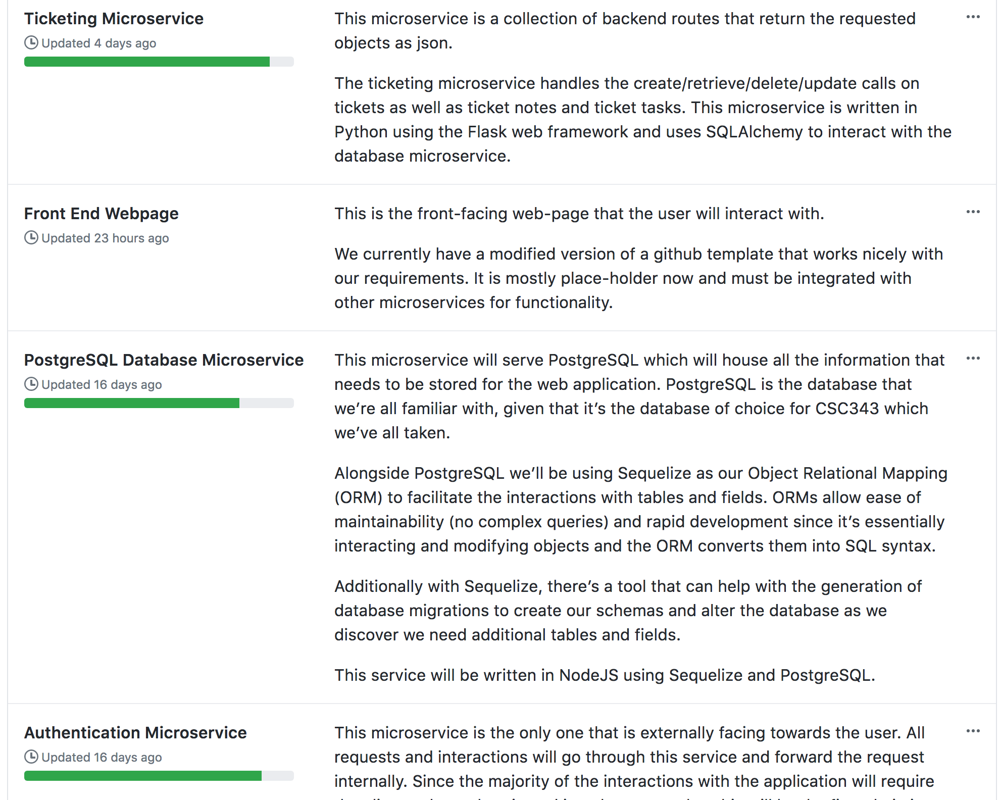 Ticketing Microservice
Updated 4 days ago
This microservice is a collection of backend routes that return the requested
objects as json.
The ticketing microservice handles the create/retrieve/delete/update calls on
tickets as well as ticket notes and ticket tasks. This microservice is written in
Python using the Flask web framework and uses SQLAlchemy to interact with the
database microservice.
Front End Webpage
Updated 23 hours ago
This is the front-facing web-page that the user will interact with.
We currently have a modified version of a github template that works nicely with
our requirements. It is mostly place-holder now and must be integrated with
other microservices for functionality.
PostgreSQL Database Microservice
Updated 16 days ago
This microservice will serve PostgreSQL which will house all the information that
needs to be stored for the web application. PostgreSQL is the database that
we’re all familiar with, given that it’s the database of choice for CSC343 which
we’ve all taken.
Alongside PostgreSQL we’ll be using Sequelize as our Object Relational Mapping
(ORM) to facilitate the interactions with tables and fields. ORMs allow ease of
maintainability (no complex queries) and rapid development since it’s essentially
interacting and modifying objects and the ORM converts them into SQL syntax.
Additionally with Sequelize, there’s a tool that can help with the generation of
database migrations to create our schemas and alter the database as we
discover we need additional tables and fields.
This service will be written in NodeJS using Sequelize and PostgreSQL.
Authentication Microservice
Updated 16 days ago
This microservice is the only one that is externally facing towards the user. All
requests and interactions will go through this service and forward the request
internally. Since the majority of the interactions with the application will require